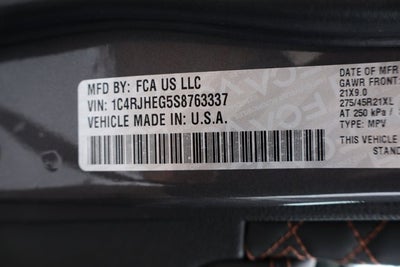 MFD BY: FCA US LLC
VIN: 1C4RJHEG5S8763337
VEHICLE MADE IN: U.S.A.
DATE OF MFR
GAWR FRONT:
21X9.0
275/45R21XL
AT 250 kPa /
TYPE: MPV
THIS VEHICLE
STAND